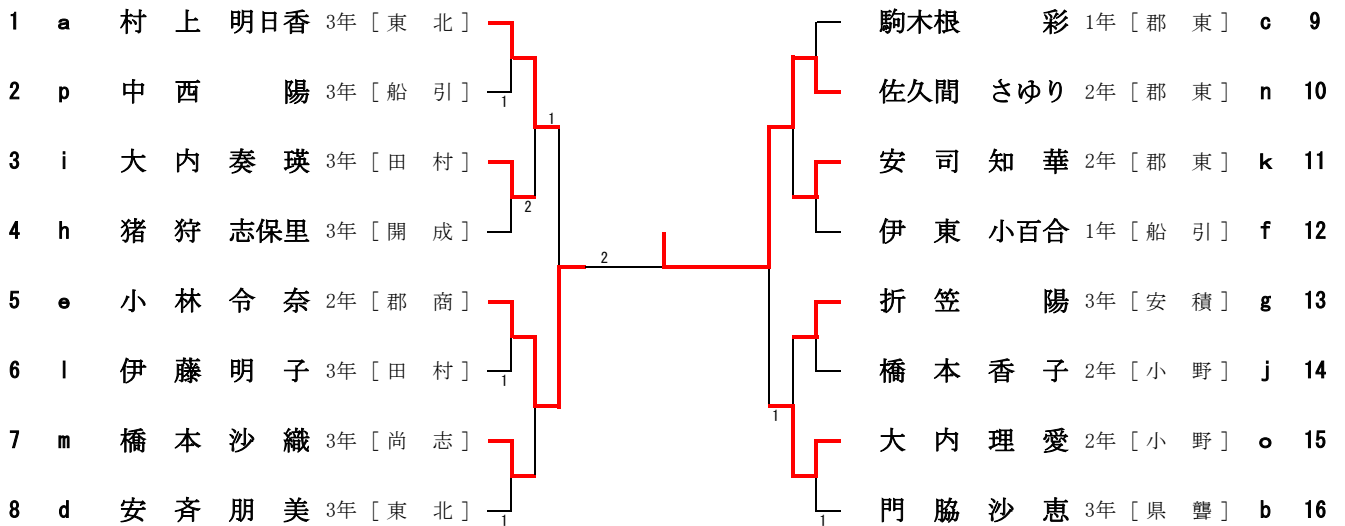 1 a 村上 明日香 3年 [東 北] 駒木根 彩 1年 [郡 東] c 9
2 p 中西 陽 3年 [船 引] 1 佐久間 さゆり 2年 [郡 東] n 10
1
3 i 大内 奏瑛 3年 [田 村] 安司 知華 2年 [郡 東] k 11
2
4 h 猪狩 志保里 3年 [開 成] 伊東 小百合 1年 [船 引] f 12
2
5 e 小林 令奈 2年 [郡 商] 折笠 陽 3年 [安 積] g 13
6 l 伊藤 明子 3年 [田 村] 1 橋本 香子 2年 [小 野] j 14
1
7 m 橋本 沙織 3年 [尚 志] 大内 理愛 2年 [小 野] o 15
8 d 安斉 朋美 3年 [東 北] 1 1 門脇 沙恵 3年 [県 聾] b 16